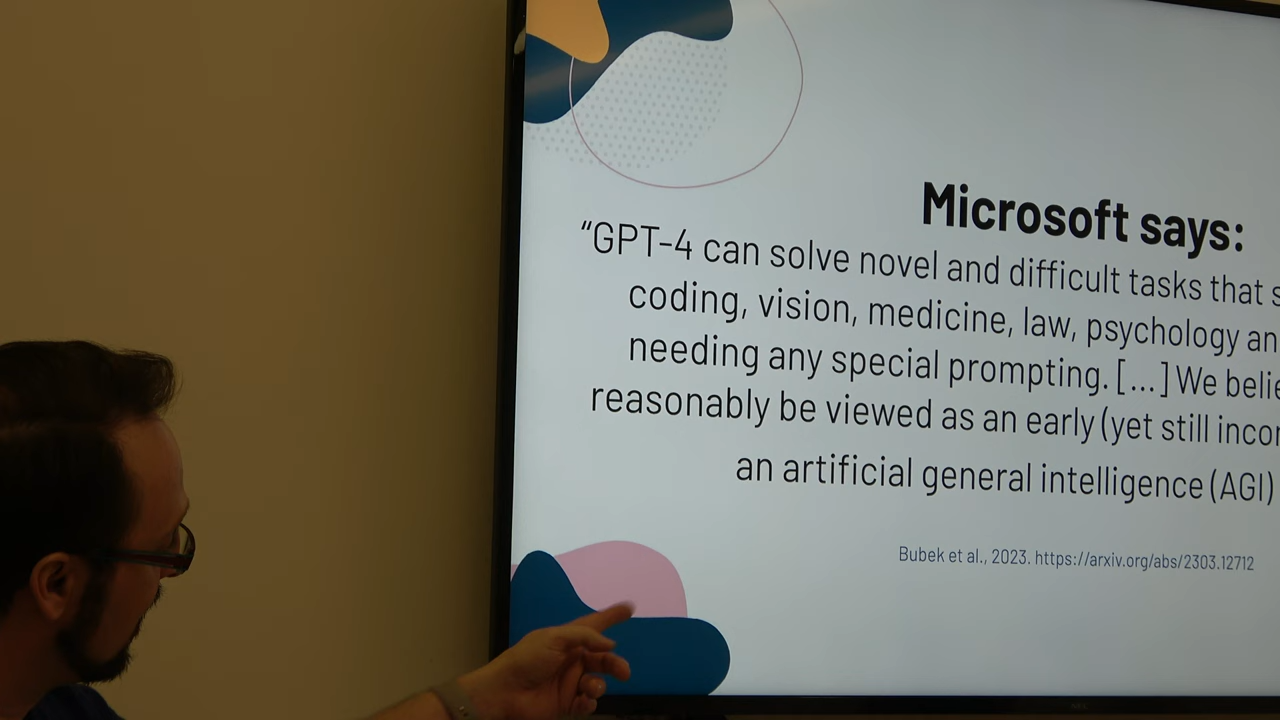 Microsoft says:
“GPT-4 can solve novel and difficult tasks that s
coding, vision, medicine, law, psychology an
needing any special prompting. [...] We belie
reasonably be viewed as an early (yet still incor
an artificial general intelligence (AGI)
Bubek et al., 2023. https://arxiv.org/abs/2303.12712